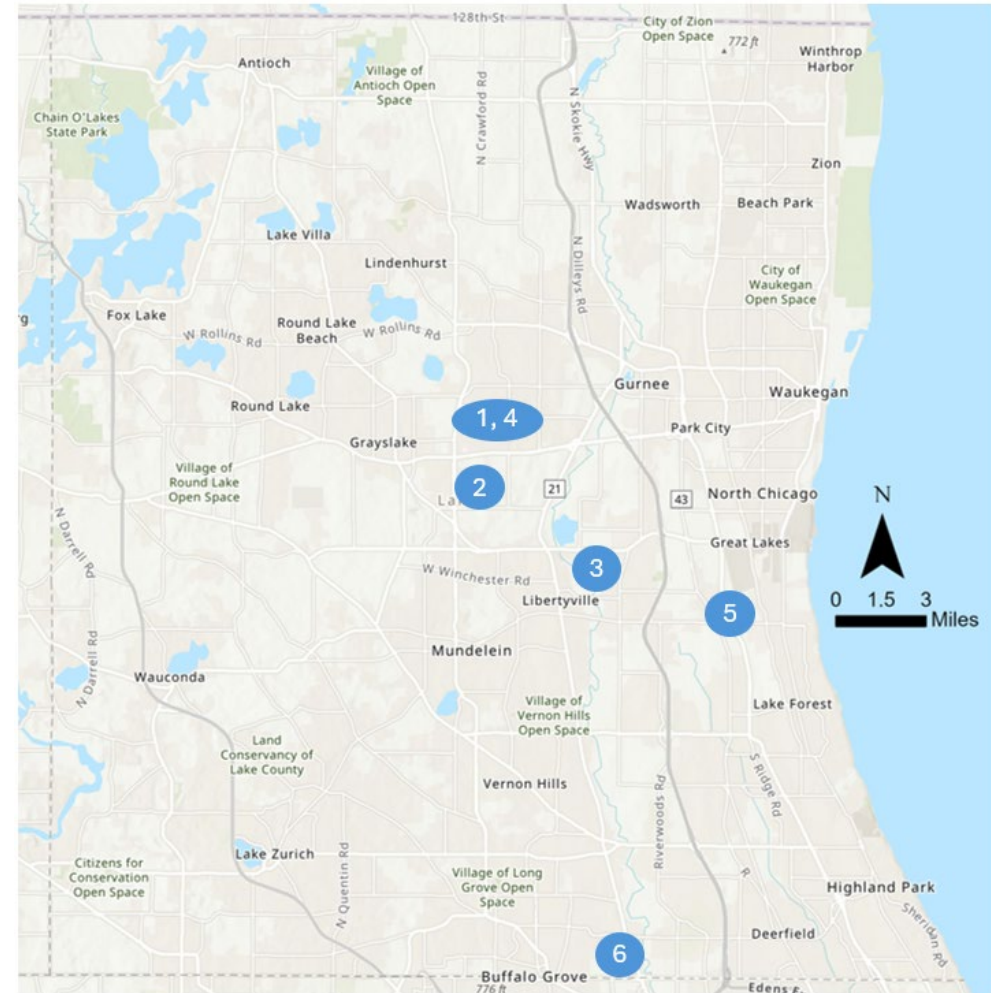 128th St
City of Zion
Open Space
772 ft
Winthrop
Harbor
Antioch
Village of
Antioch Open
Space
N Crawford Rd
N Skokie Hwy
Chain O'Lakes
State Park
Zion
Wadsworth
Beach Park
Lake Villa
N Dilleys Rd
Lindenhurst
City of
Waukegan
Open Space
g
Fox Lake
W Rollins Rd
Round Lake
Beach
W Rollins Rd
Gurnee
Waukegan
Round Lake
1, 4
Park City
Grayslake
Village of
Round Lake
Open Space
2
La
21
43
North Chicago
N
N Darrell Rd
Great Lakes
3
W Winchester Rd
Libertyville
5
0 1.5 3
Miles
N Darrell Rd
Mundelein
Wauconda
Village of
Vernon Hills
Open Space
Lake Forest
Land
Conservancy of
Lake County
Vernon Hills
S Ridge Rd
Riverwoods Rd
Lake Zurich
Citizens for
Conservation
Open Space
N Quentin Rd
Village of Long
Grove Open
Space
R
Highland Park
Sheridan Rd
Deerfield
6
Buffalo Grove
776 ft
Edens E